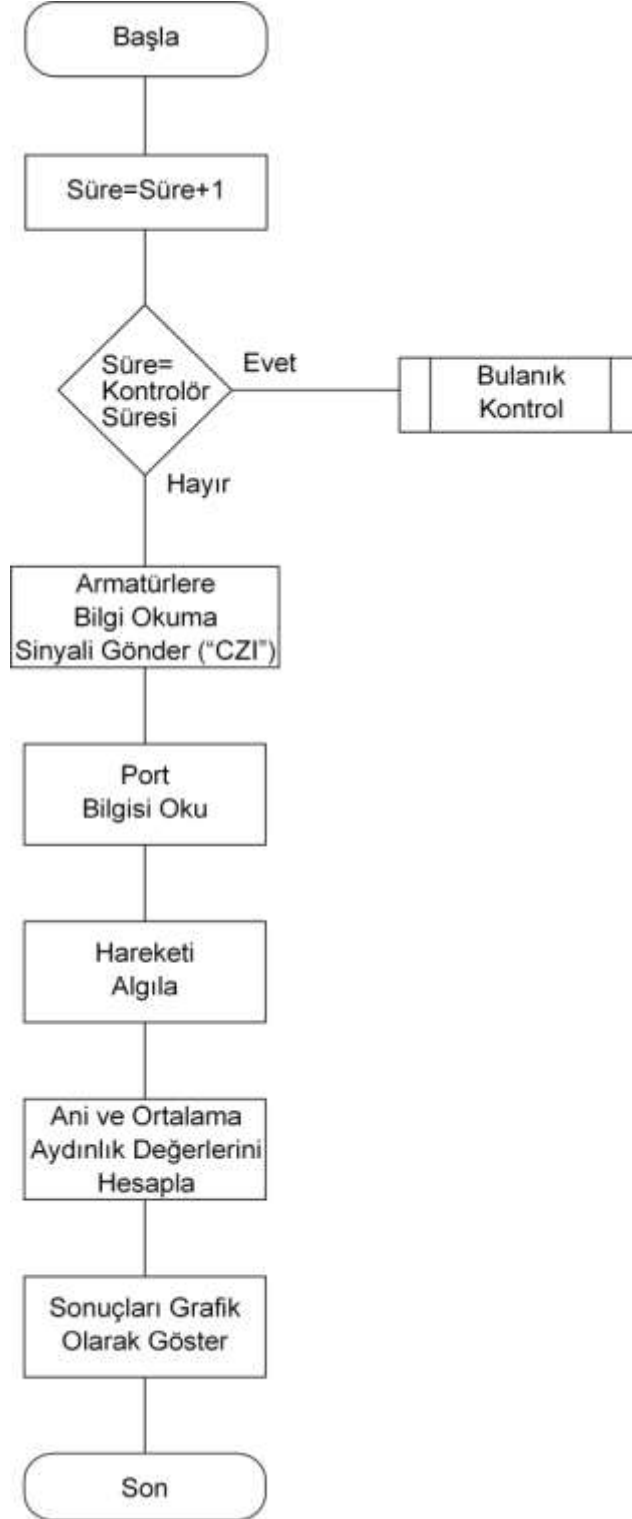 Başla
Süre=Süre+1
Süre=
Kontrolör
Süresi
Evet
Bulanık
Kontrol
Hayır
Armatürlere
Bilgi Okuma
Sinyali Gönder (“CZI”)
Port
Bilgisi Oku
Hareketi
Algıla
Ani ve Ortalama
Aydınlık Değerlerini
Hesapla
Sonuçları Grafik
Olarak Göster
Son